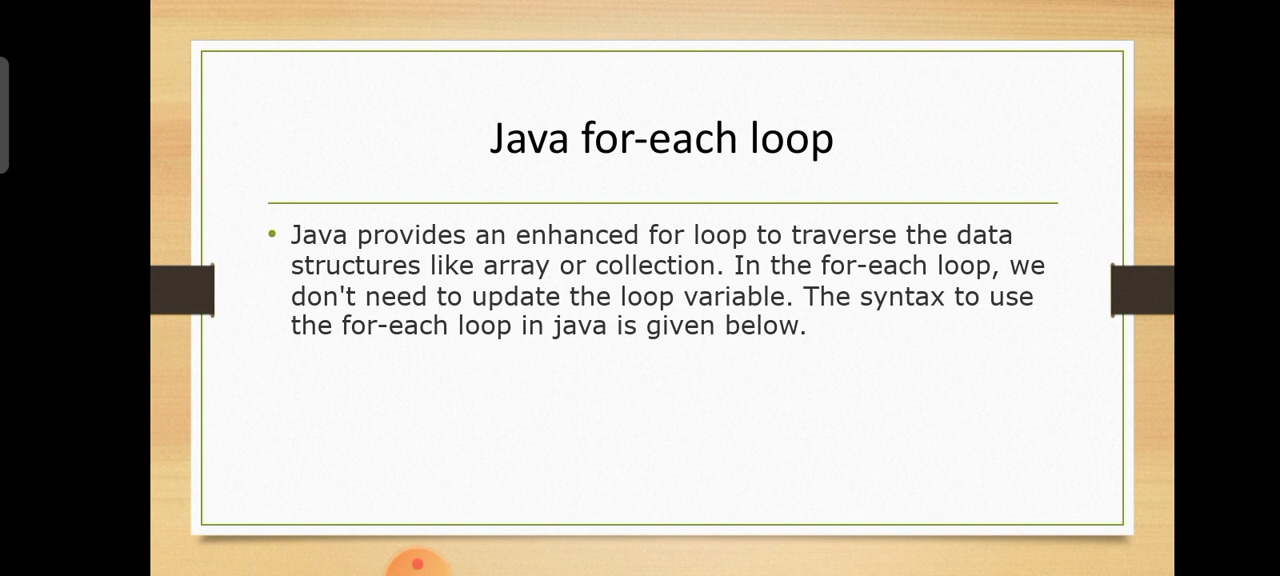 Java for-each loop
• Java provides an enhanced for loop to traverse the data
structures like array or collection. In the for-each loop, we
don't need to update the loop variable. The syntax to use
the for-each loop in java is given below.